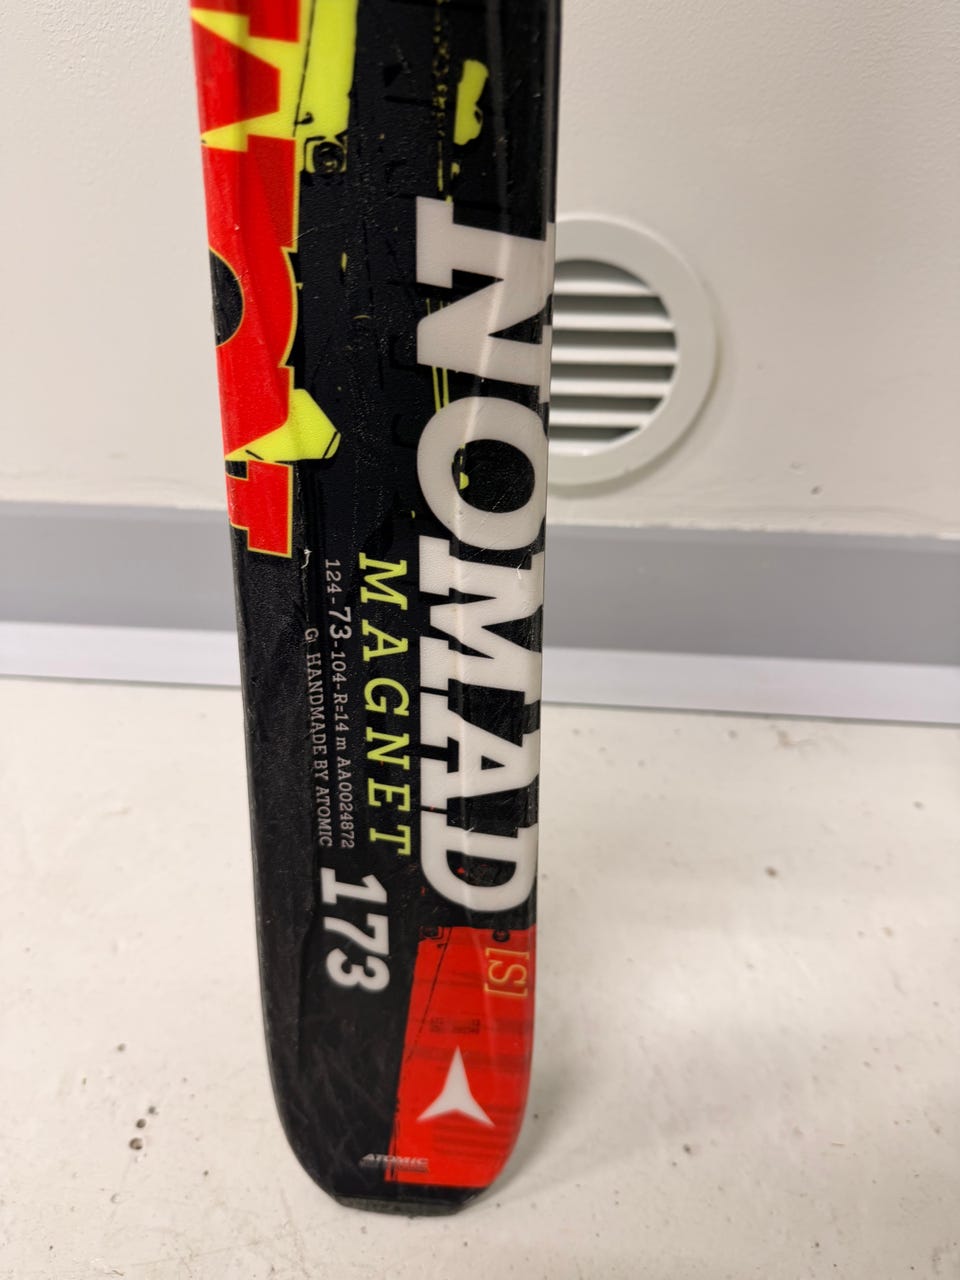 NOMAD
[S]
MAGNET
124-73-104-R=14 m AA0024872
HANDMADE BY ATOMIC
173
ATOMIC